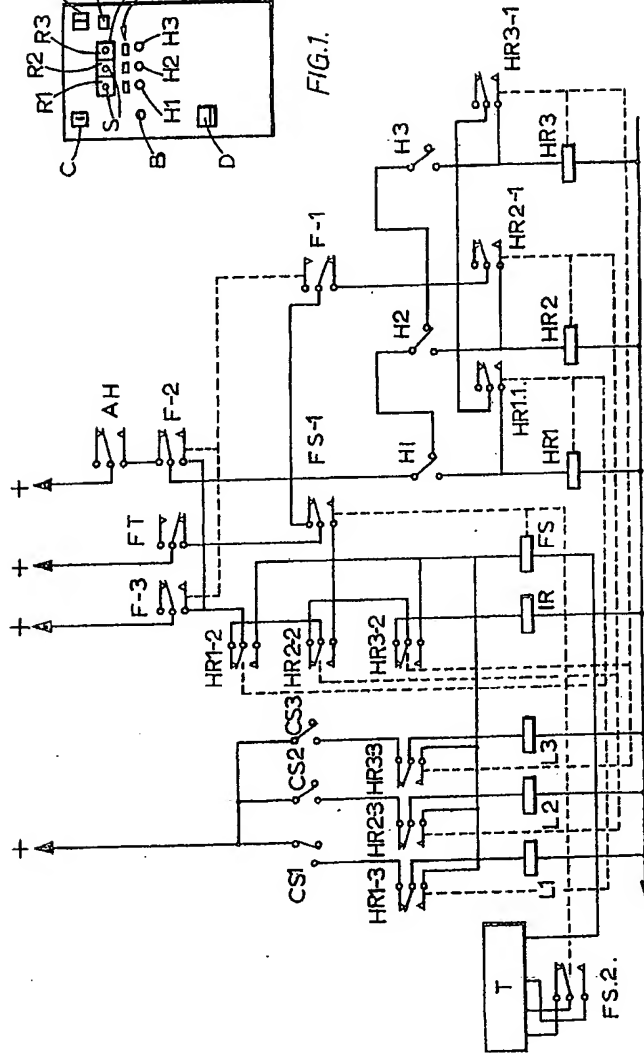 C
R1
R2
R3
S
B
D
H1
H2
H3
FIG.1.
+
+
+
+
F-3
FT
AH
F-2
F-1
FS-1
HR1-2
HR2-2
HR3-2
CS1
CS2
CS3
H1
H2
H3
HR1-3
HR2-3
HR33
HR1.1.
HR2-1
HR3-1
L1
L2
L3
IR
FS
HR1
HR2
HR3
T
FS.2.